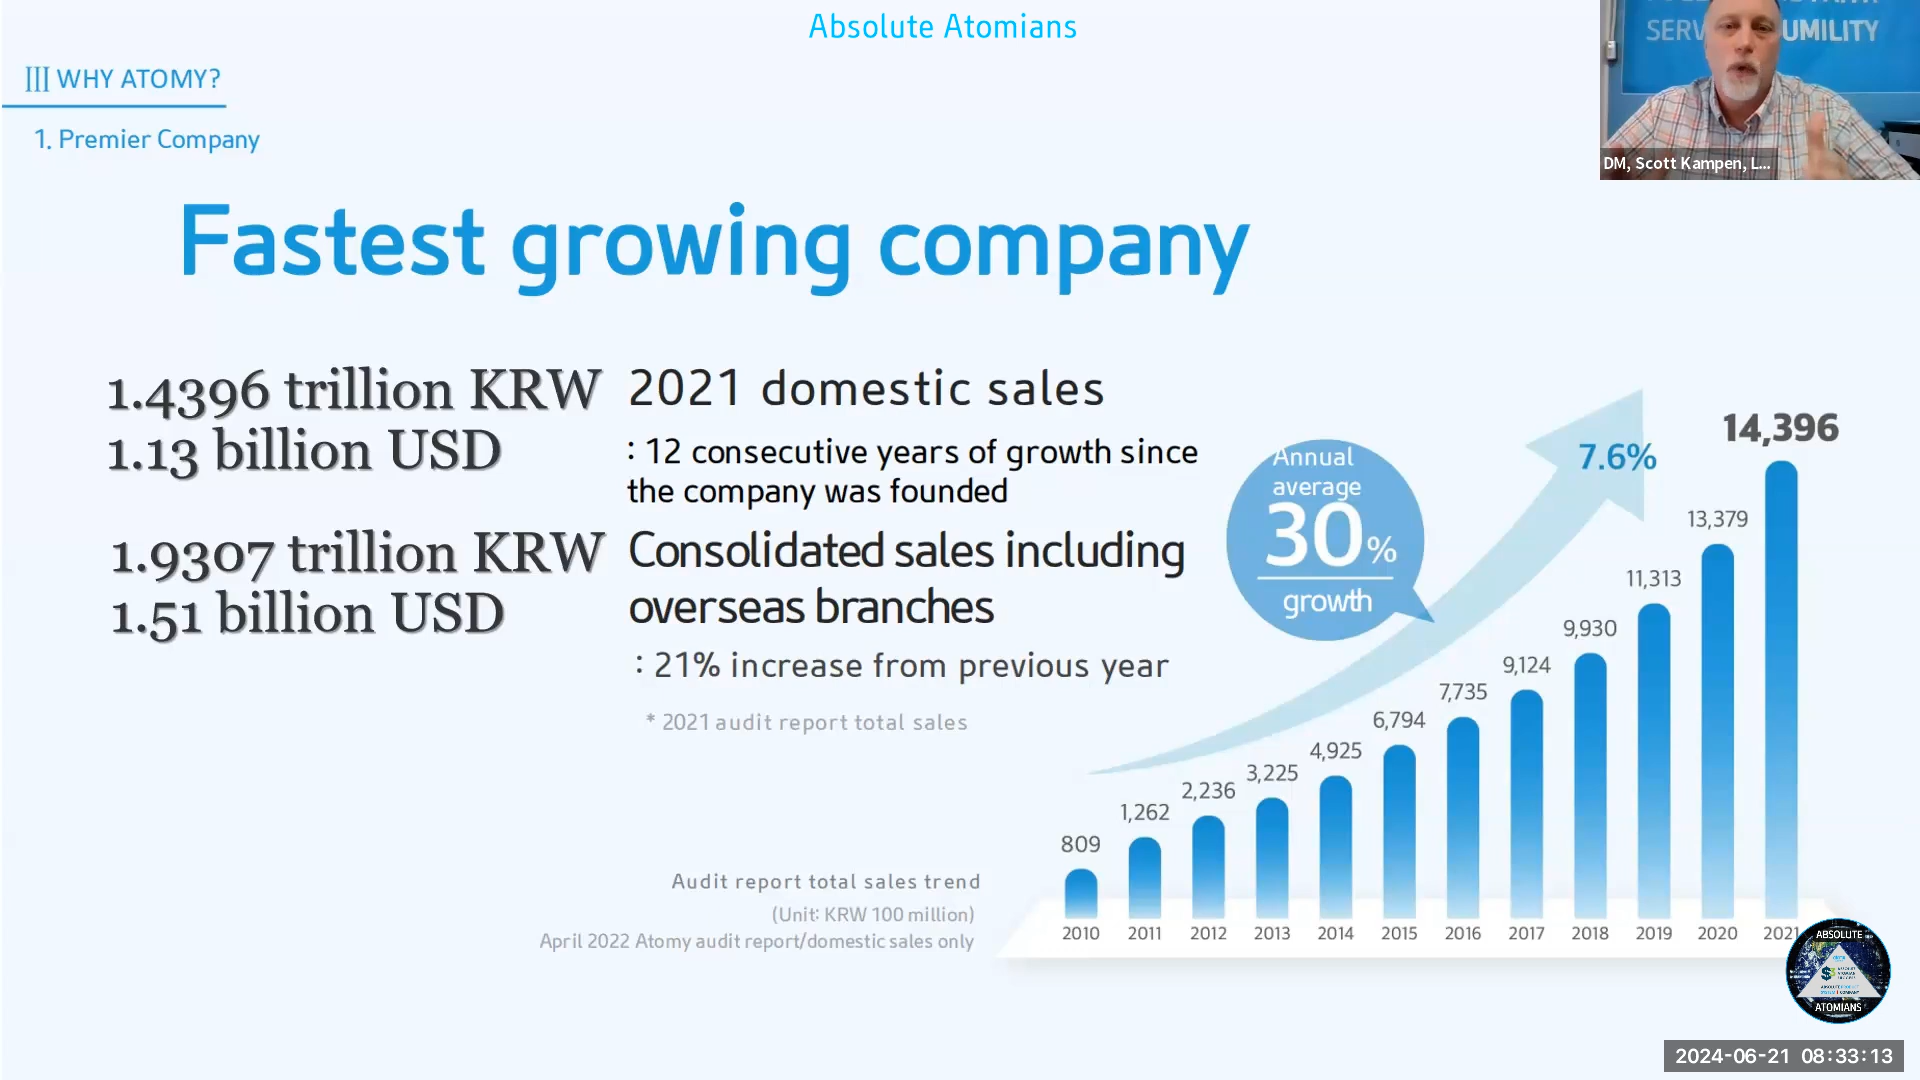 Absolute Atomians
III WHY ATOMY?
1. Premier Company
SERV UMILITY
DM, Scott Kampen, L...
Fastest growing company
1.4396 trillion KRW
1.13 billion USD
2021 domestic sales
: 12 consecutive years of growth since
the company was founded
1.9307 trillion KRW
1.51 billion USD
Consolidated sales including
overseas branches
: 21% increase from previous year
* 2021 audit report total sales
Annual
average
30%
growth
7.6%
14,396
13,379
11,313
9,930
9,124
7,735
6,794
4,925
3,225
2,236
1,262
809
Audit report total sales trend
(Unit: KRW 100 million)
April 2022 Atomy audit report/domestic sales only
2010 2011 2012 2013 2014 2015 2016 2017 2018 2019 2020 2021
ABSOLUTE
ATOMIANS
2024-06-21 08:33:13